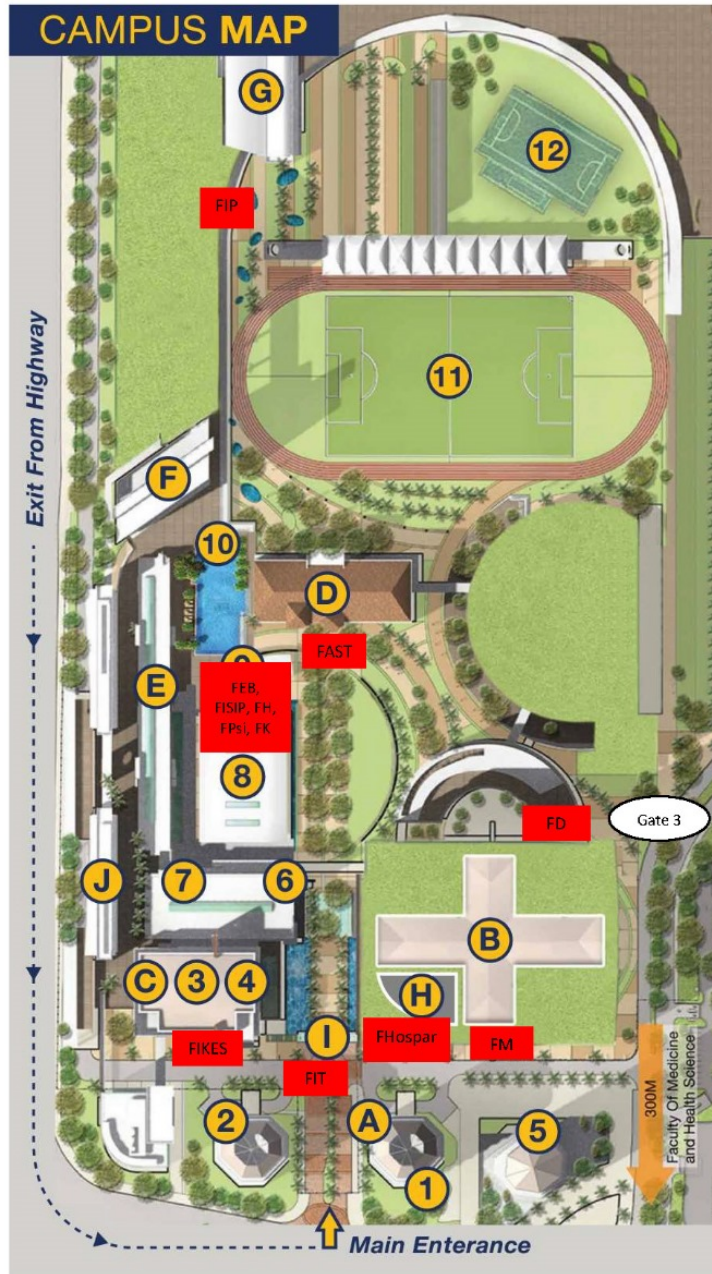 CAMPUS MAP
G
12
FIP
11
Exit From Highway
F
10
D
FAST
E
FEB,
FISIP, FH,
FPsi, FK
8
FD
Gate 3
J
7
6
B
C
3
4
H
I
FIKES
FHospar
FM
FIT
300M
Faculty Of Medicine
and Health Science
2
A
5
1
Main Enterance